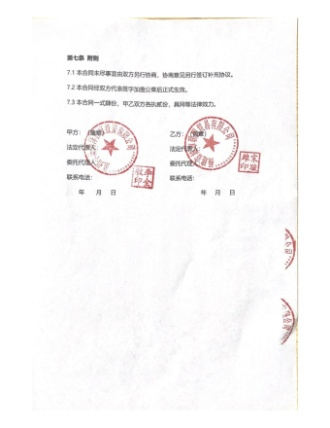 第七条 附则
7.1 本合同未尽事宜由双方另行协商，协商意见另行签订补充协议。
7.2 本合同经双方代表签字加盖公章后正式生效。
7.3 本合同一式肆份，甲乙双方各执贰份，具同等法律效力。
甲方：（盖章） 乙方：（盖章）
法定代表人： 法定代表人：
委托代理人： 委托代理人：
联系电话： 联系电话：
年 月 日 年 月 日